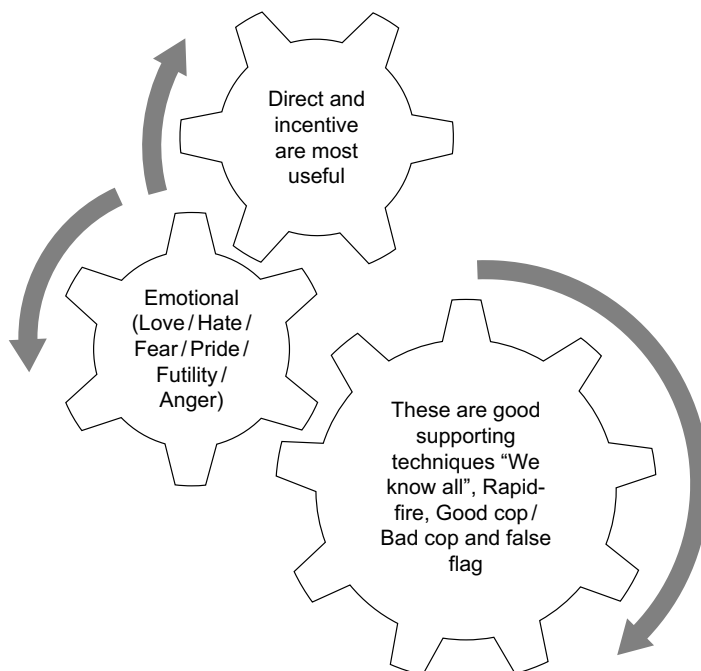 Direct and
incentive
are most
useful
Emotional
(Love / Hate /
Fear / Pride /
Futility /
Anger)
These are good
supporting
techniques “We
know all”, Rapid-
fire, Good cop /
Bad cop and false
flag